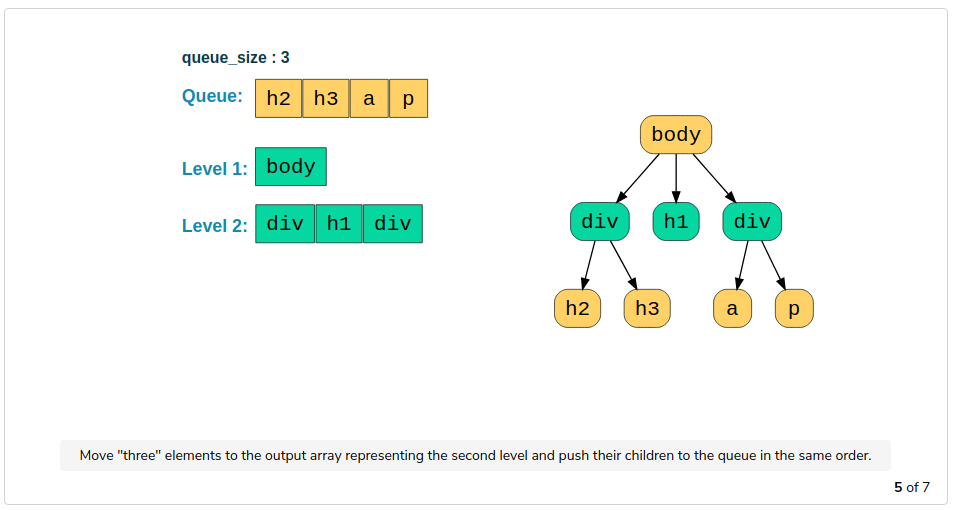 queue_size : 3
Queue: h2 h3 a p
Level 1: body
Level 2: div h1 div
body
div h1 div
h2 h3 a p
Move "three" elements to the output array representing the second level and push their children to the queue in the same order.
5 of 7